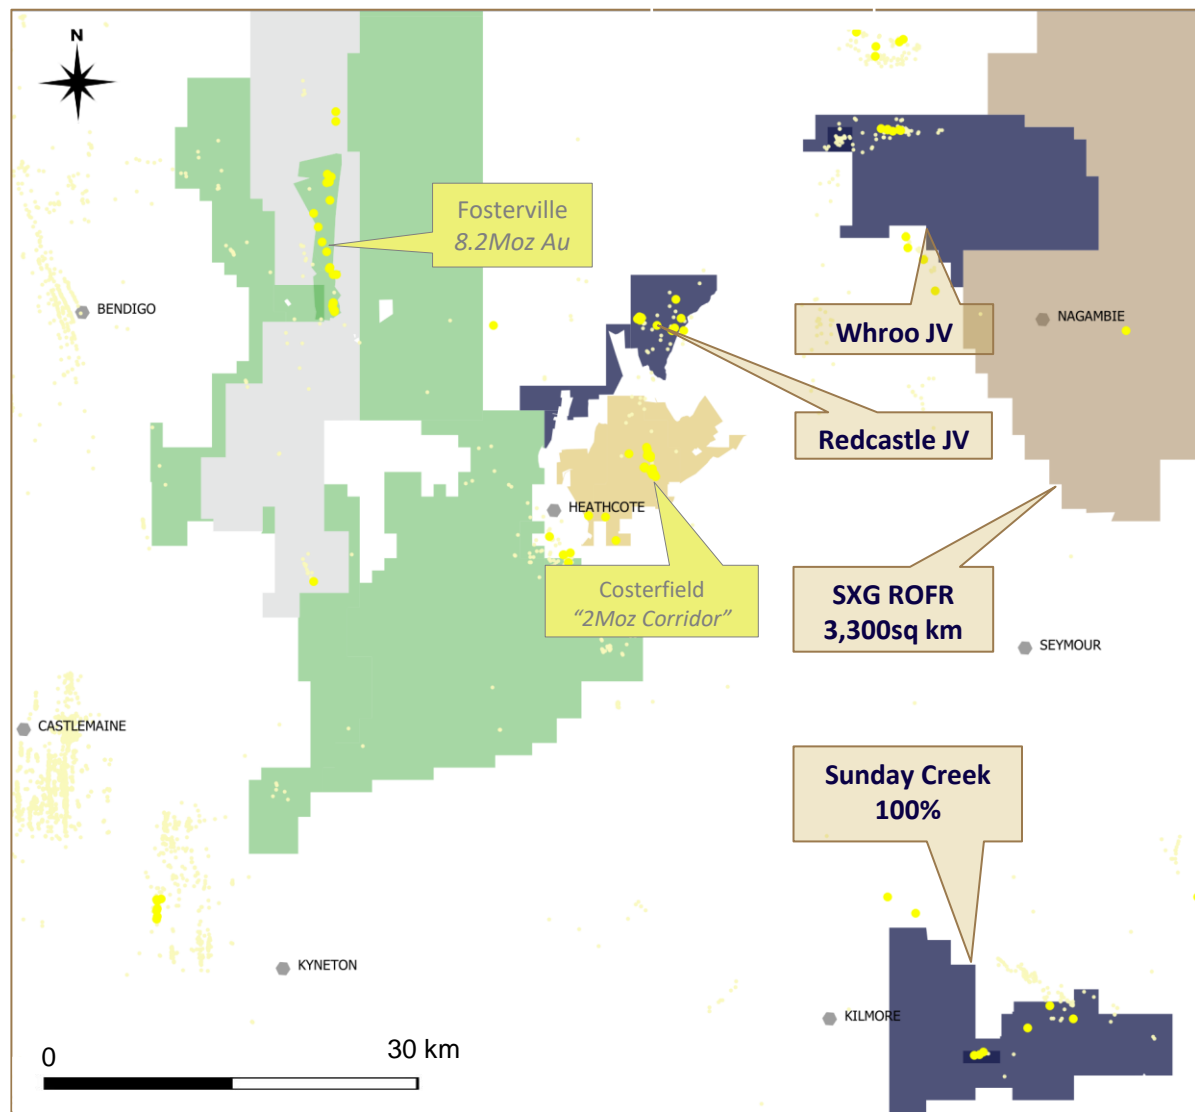 N
Fosterville
8.2Moz Au
BENDIGO
NAGAMBIE
Whroo JV
Redcastle JV
HEATHCOTE
Costerfield
“2Moz Corridor”
SXG ROFR
3,300sq km
SEYMOUR
CASTLEMAINE
Sunday Creek
100%
KYNETON
KILMORE
0
30 km